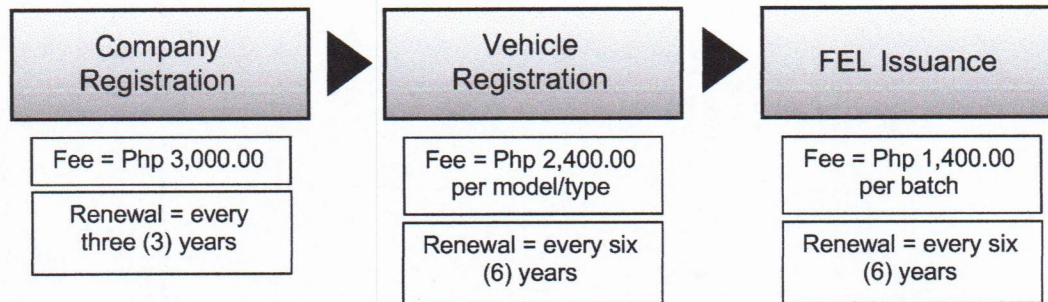 Company
Registration
Vehicle
Registration
FEL Issuance
Fee = Php 3,000.00
Renewal = every
three (3) years
Fee = Php 2,400.00
per model/type
Renewal = every six
(6) years
Fee = Php 1,400.00
per batch
Renewal = every six
(6) years